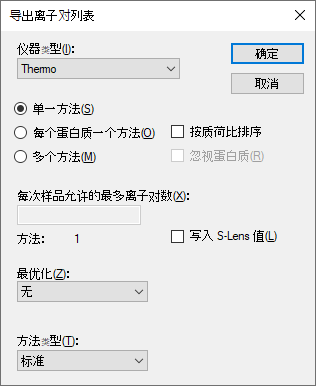 导出离子对列表
仪器类型(I):
Thermo
确定
取消
单一方法(S)
每个蛋白质一个方法(O)
按质荷比排序
多个方法(M)
忽视蛋白质(R)
每次样品允许的最多离子对数(X):
方法: 1
写入 S-Lens 值(L)
最优化(Z):
无
方法类型(T):
标准